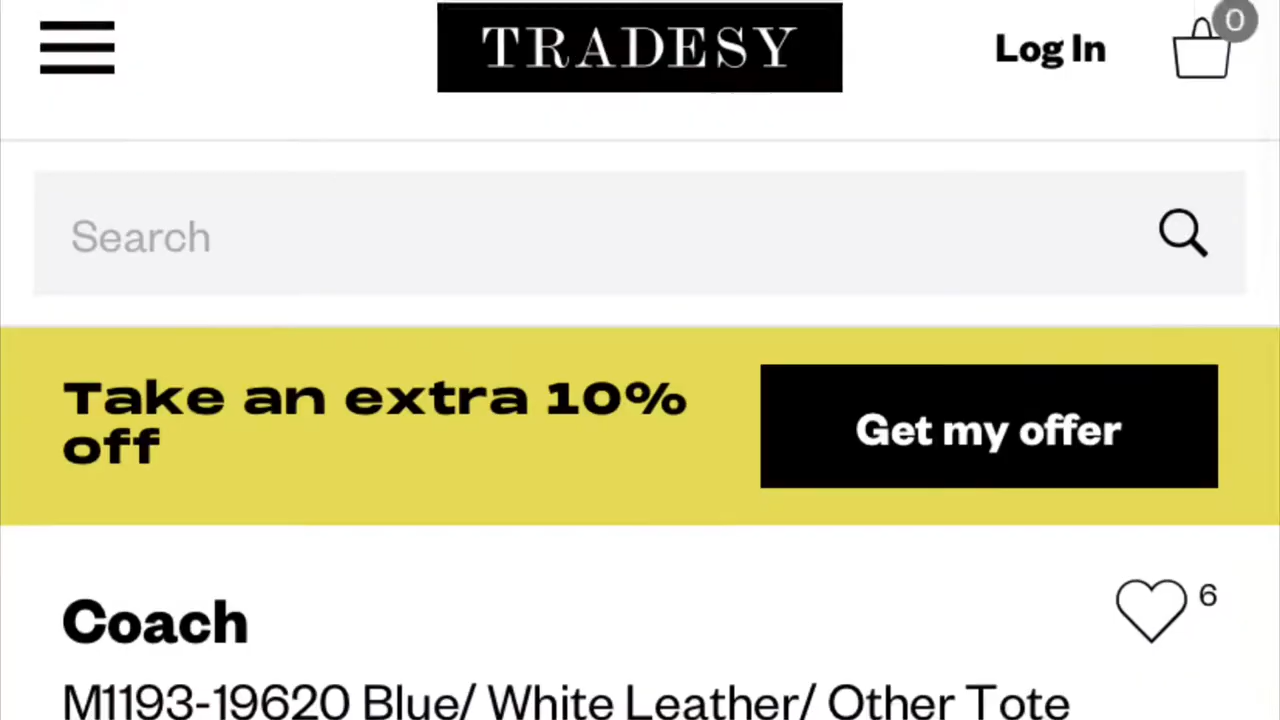 TRADESY
Log In
0
Search
Take an extra 10%
off
Get my offer
Coach
6
M1193-19620 Blue/ White Leather/ Other Tote